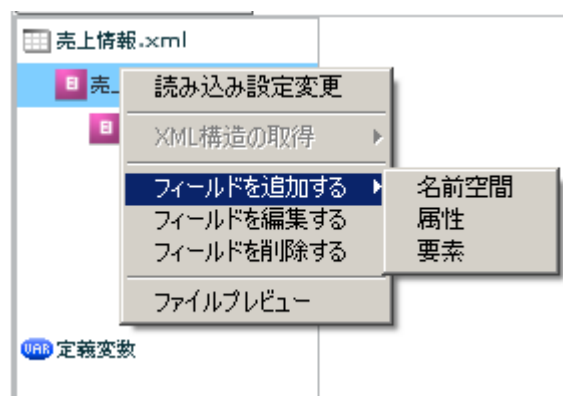 売上情報.xml
売
読み込み設定変更
XML構造の取得
フィールドを追加する
名前空間
フィールドを編集する
属性
フィールドを削除する
要素
ファイルプレビュー
VAR 定義変数